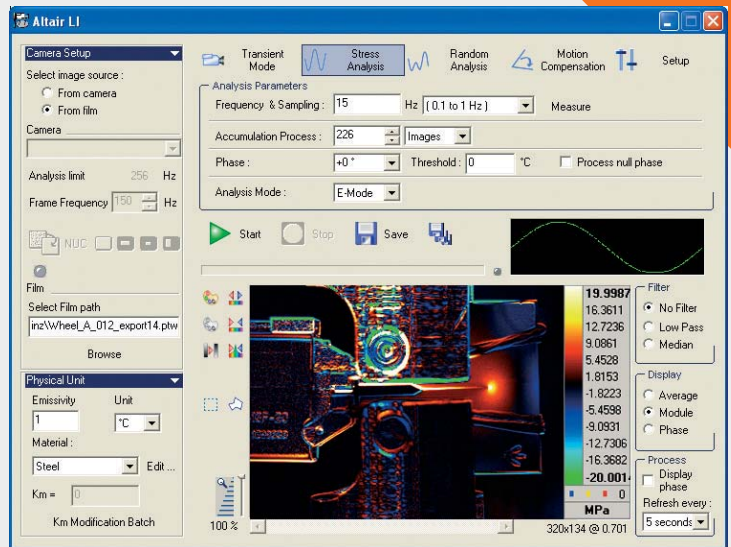 Altair LI
Camera Setup
Select image source :
From camera
From film
Camera
Analysis limit 256 Hz
Frame Frequency 150 Hz
NUC
Film
Select Film path
inz\Wheel_A_012_export14.ptw
Browse
Physical Unit
Emissivity Unit
1 °C
Material :
Steel Edit ...
Km = 0
Km Modification Batch
Transient Mode
Stress Analysis
Random Analysis
Motion Compensation
Setup
Analysis Parameters
Frequency & Sampling : 15 Hz ( 0.1 to 1 Hz ) Measure
Accumulation Process : 226 Images
Phase : +0 ° Threshold : 0 °C Process null phase
Analysis Mode : E-Mode
Start Stop Save
19.9987
16.3611
12.7236
9.0861
5.4528
1.8153
-1.8223
-5.4598
-9.0931
-12.7306
-16.3682
-20.001
0
MPa
100 %
320x134 @ 0.701
Filter
No Filter
Low Pass
Median
Display
Average
Module
Phase
Process
Display phase
Refresh every :
5 seconds